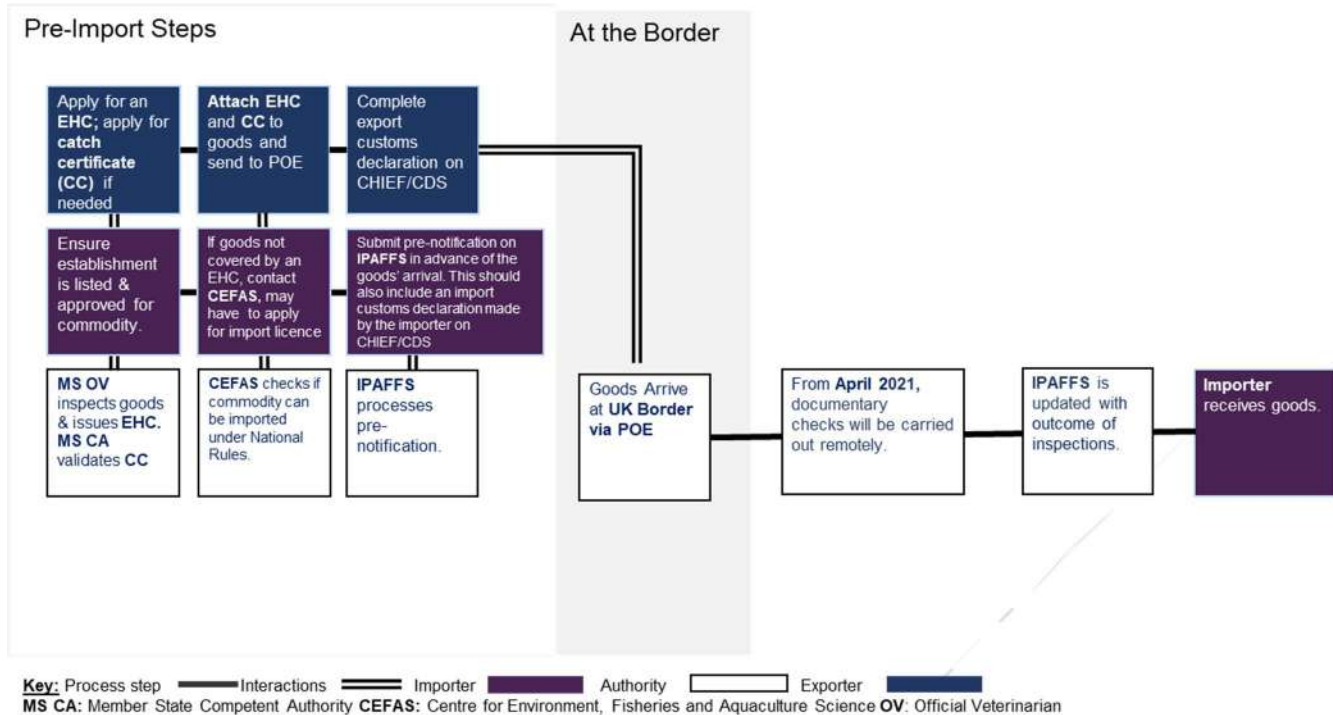 Pre-Import Steps
At the Border
Apply for an
EHC; apply for
catch
certificate
(CC) if
needed
Attach EHC
and CC to
goods and
send to POE
Complete
export
customs
declaration on
CHIEF/CDS
Ensure
establishment
is listed &
approved for
commodity.
If goods not
covered by an
EHC, contact
CEFAS, may
have to apply
for import licence
Submit pre-notification on
IPAFFS in advance of the
goods' arrival. This should
also include an import
customs declaration made
by the importer on
CHIEF/CDS
MS OV
inspects goods
& issues EHC.
MS CA
validates CC
CEFAS checks if
commodity can
be imported
under National
Rules.
IPAFFS
processes
pre-
notification.
Goods Arrive
at UK Border
via POE
From April 2021,
documentary
checks will be carried
out remotely.
IPAFFS is
updated with
outcome of
inspections.
Importer
receives goods.
Key: Process step Interactions Importer Authority Exporter
MS CA: Member State Competent Authority CEFAS: Centre for Environment, Fisheries and Aquaculture Science OV: Official Veterinarian